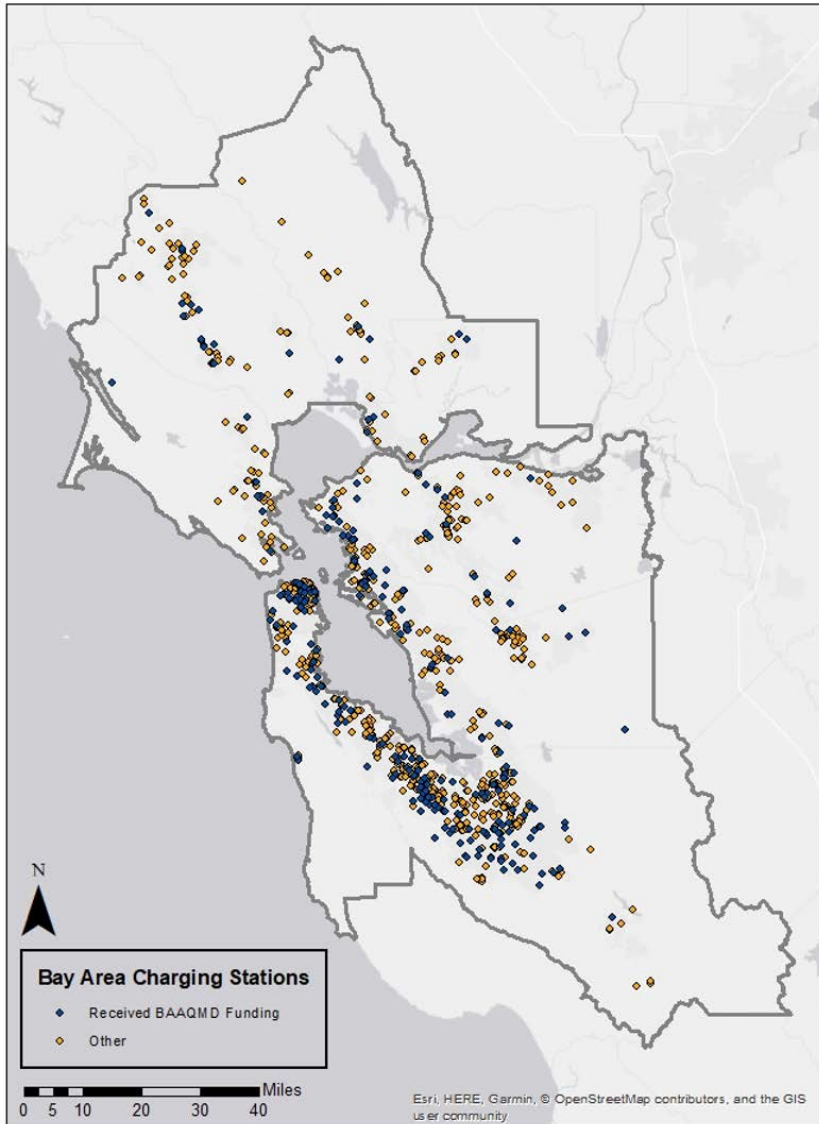 N
Bay Area Charging Stations
Received BAAQMD Funding
Other
Miles
0 5 10 20 30 40
Esri, HERE, Garmin, © OpenStreetMap contributors, and the GIS
user community